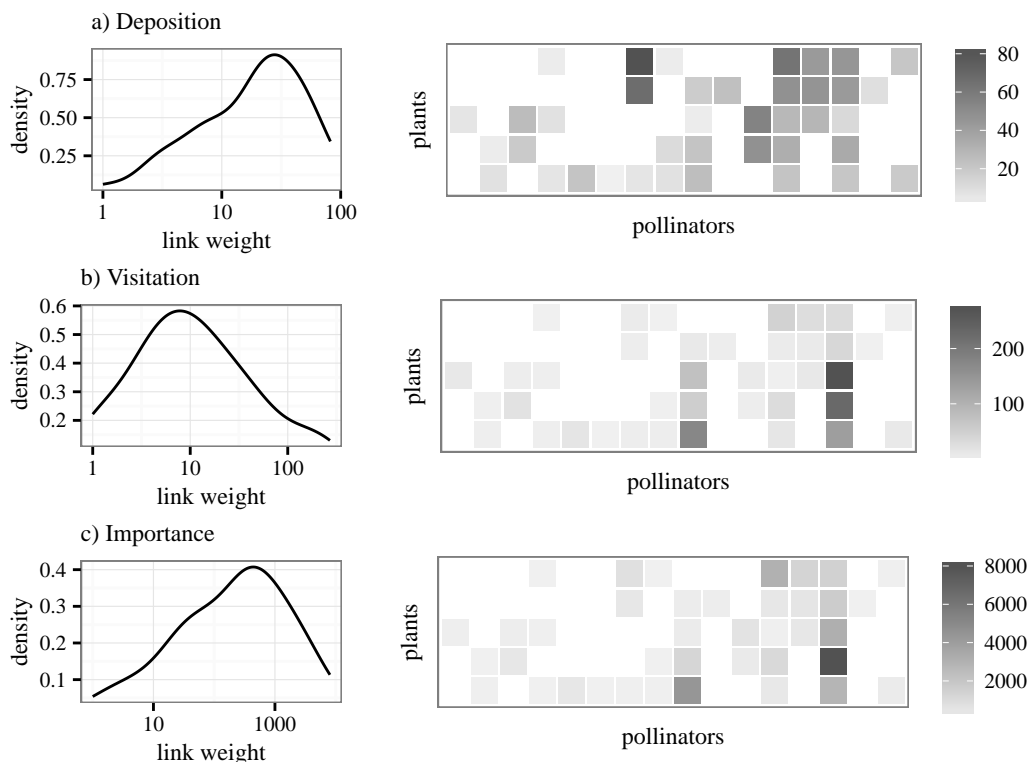 a) Deposition
density
0.75
0.50
0.25
1
10
100
link weight
plants
pollinators
80
60
40
20
b) Visitation
density
0.6
0.5
0.4
0.3
0.2
1
10
100
link weight
plants
pollinators
200
100
c) Importance
density
0.4
0.3
0.2
0.1
10
1000
link weight
plants
pollinators
8000
6000
4000
2000